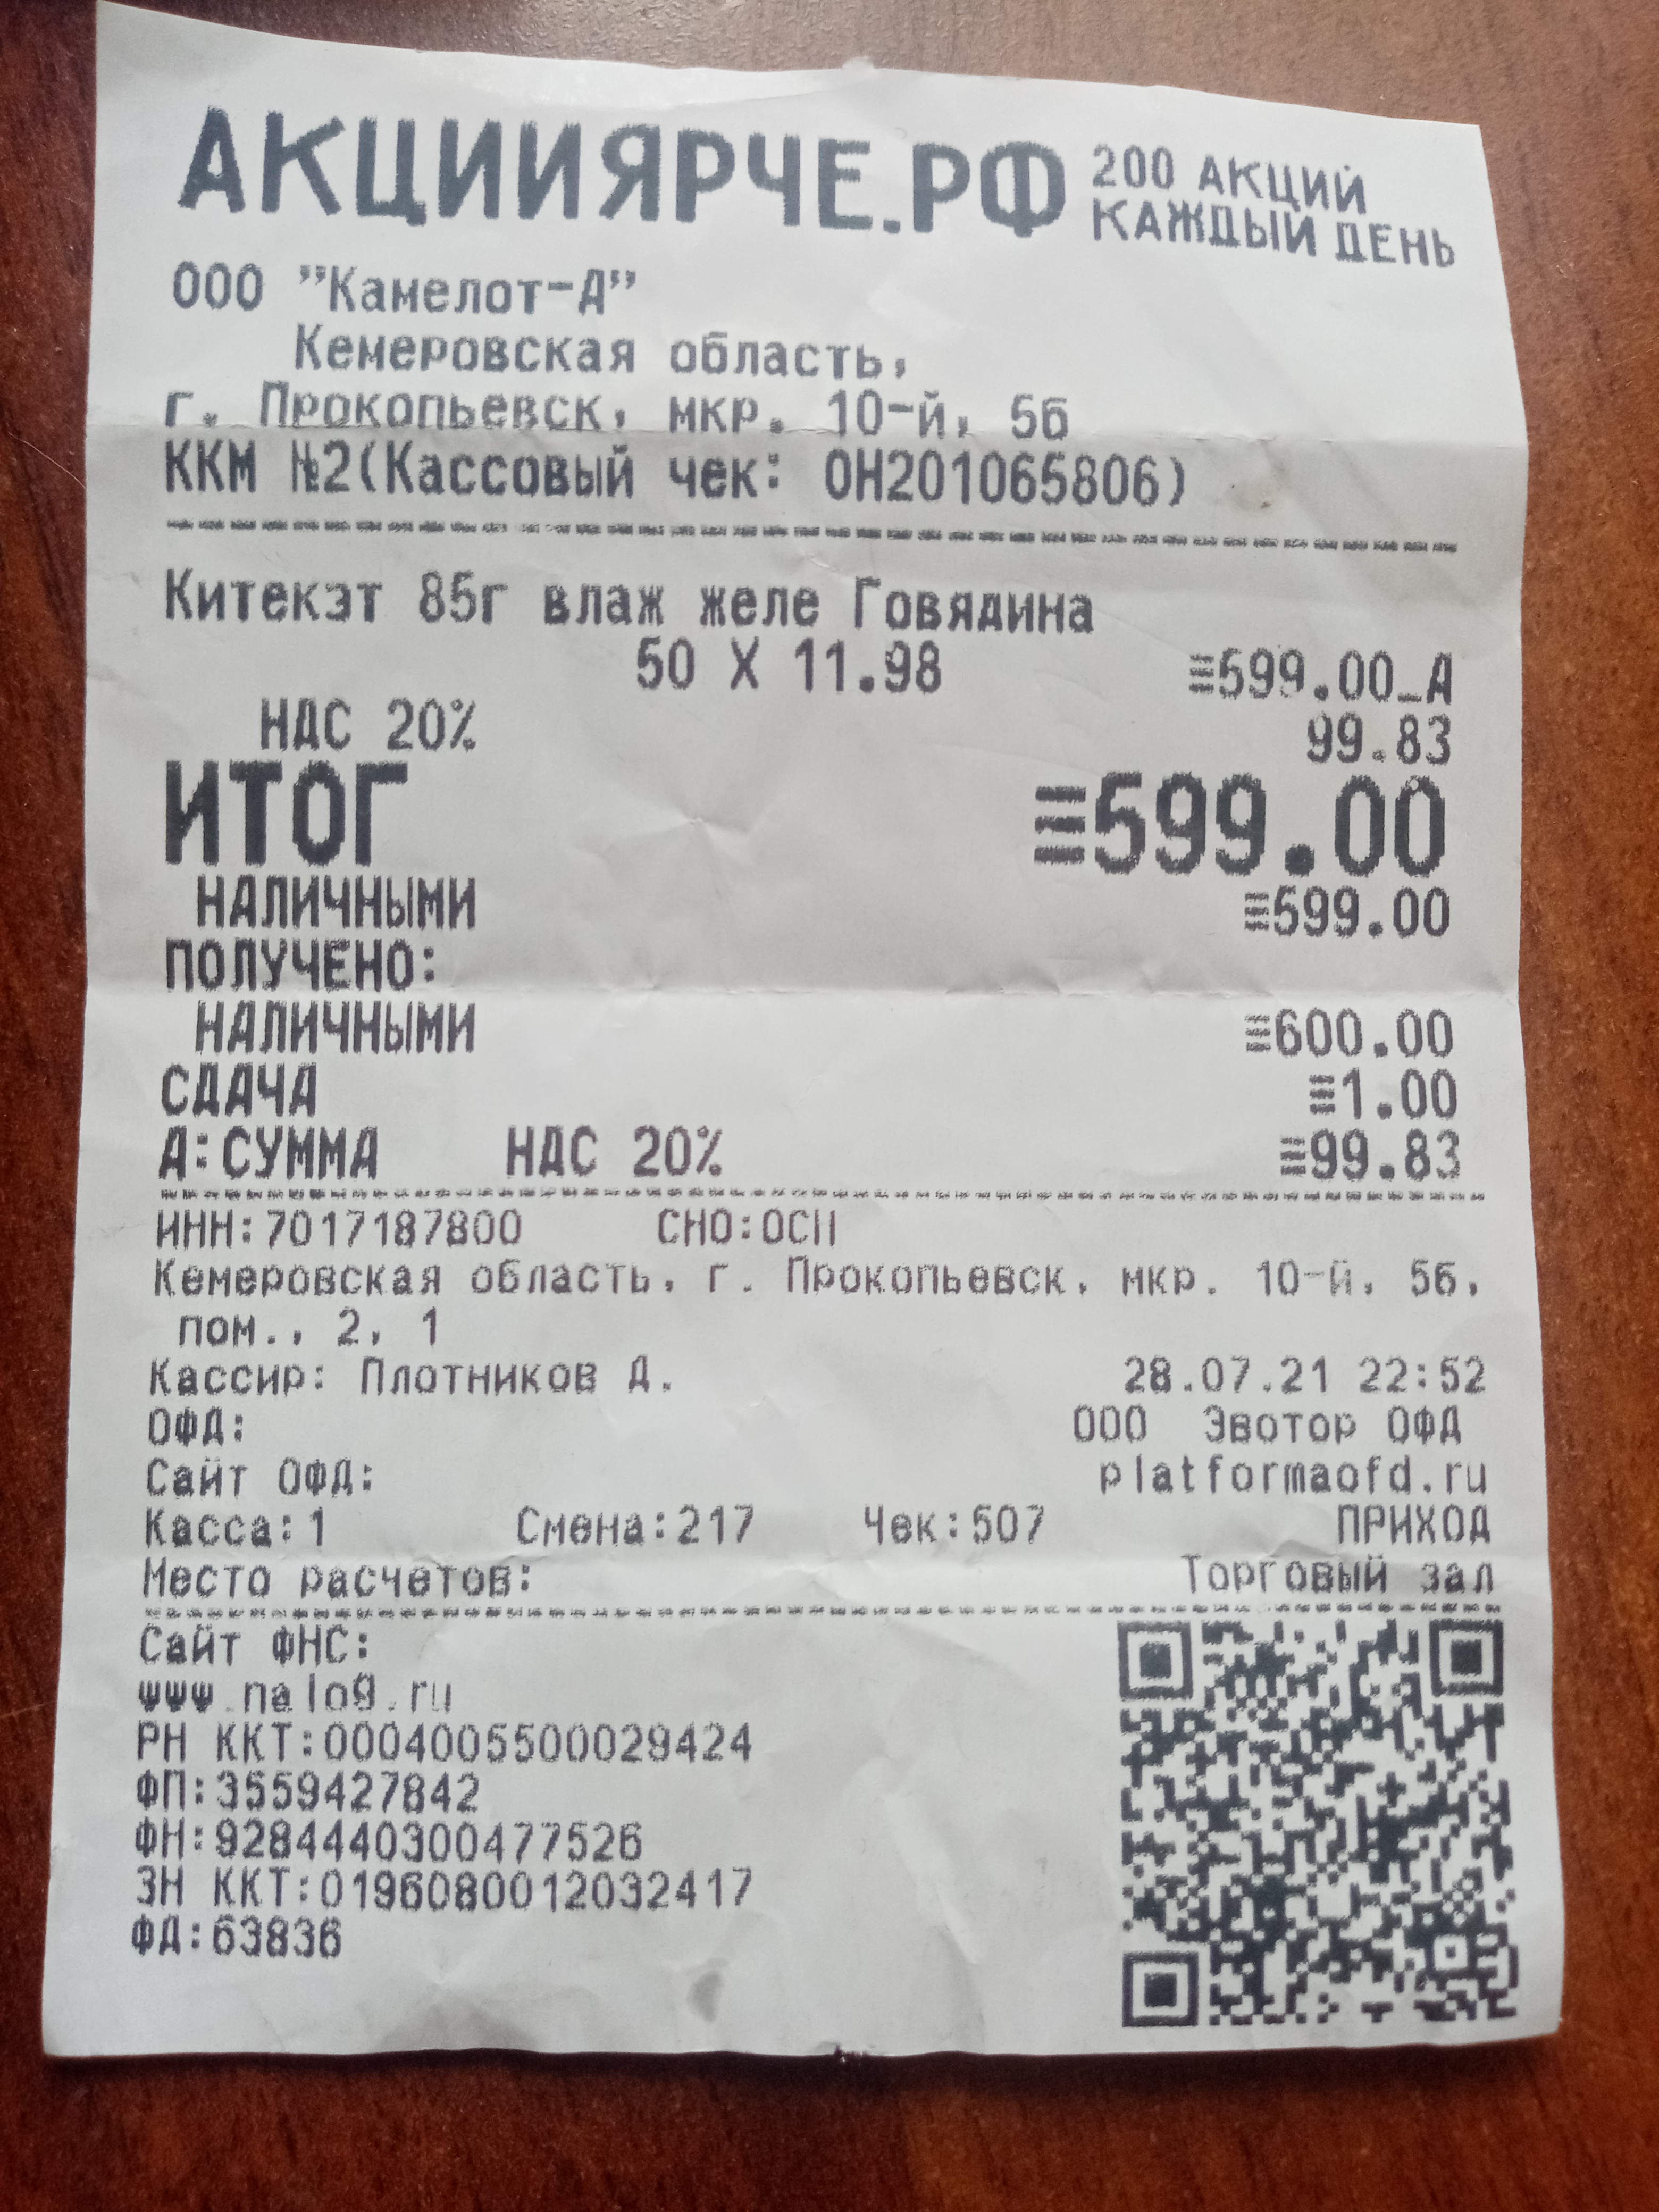 АКЦИИЯРЧЕ.РФ 200 АКЦИЙ КАЖДЫЙ ДЕНЬ
ООО "Камелот-А"
Кемеровская область,
г. Прокопьевск, мкр. 10-й, 56
ККМ №2(Кассовый чек: 0Н201065806)
Китекэт 85г влаж желе Говядина
50 X 11.98 ≡599.00_А
НДС 20% 99.83
ИТОГ ≡599.00
НАЛИЧНЫМИ ≡599.00
ПОЛУЧЕНО:
НАЛИЧНЫМИ ≡600.00
СДАЧА ≡1.00
А:СУММА НДС 20% ≡99.83
ИНН:7017187800 СНО:ОСН
Кемеровская область, г. Прокопьевск, мкр. 10-й, 56,
пом., 2, 1
Кассир: Плотников А. 28.07.21 22:52
ОФД: ООО Эвотор ОФД
Сайт ОФД: platformaofd.ru
Касса:1 Смена:217 Чек:507 ПРИХОД
Место расчетов: Торговый зал
Сайт ФНС:
www.nalog.ru
РН ККТ:0004005500029424
ФП:3559427842
ФН:9284440300477526
ЗН ККТ:0196080012032417
ФД:63836